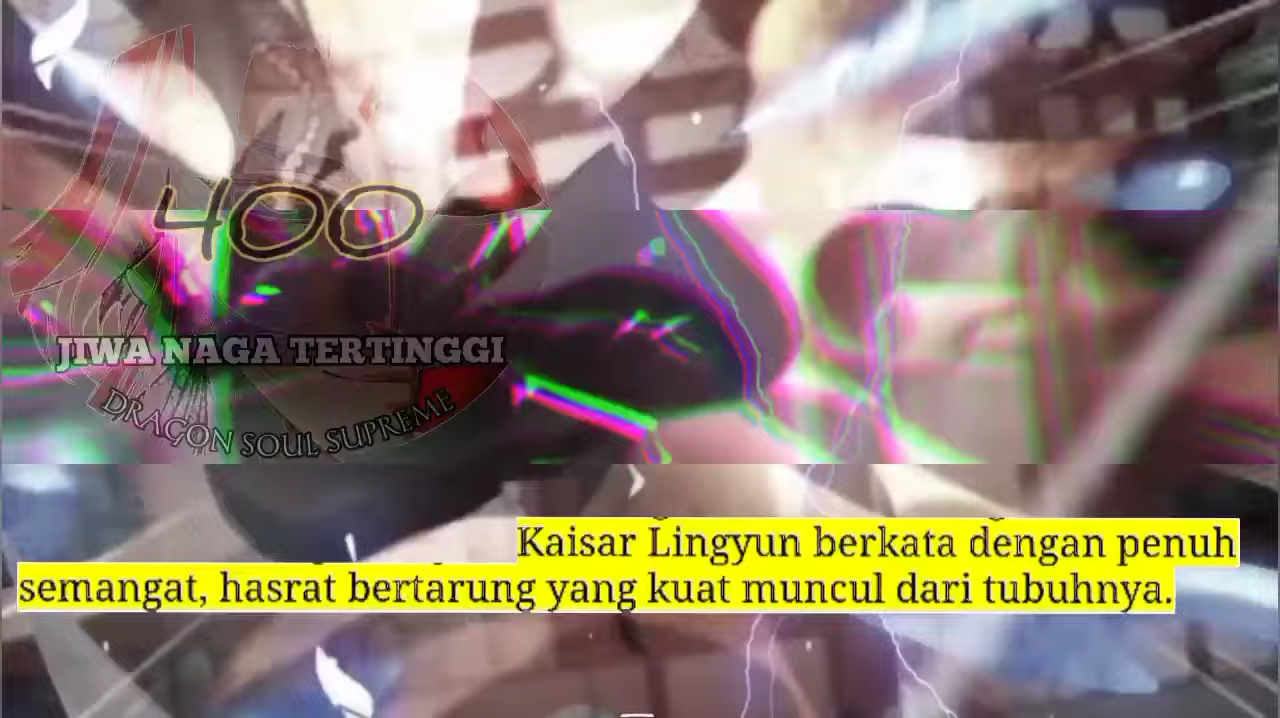 400
JIWA NAGA TERTINGGI
DRAGON SOUL SUPREME
Kaisar Lingyun berkata dengan penuh
semangat, hasrat bertarung yang kuat muncul dari tubuhnya.